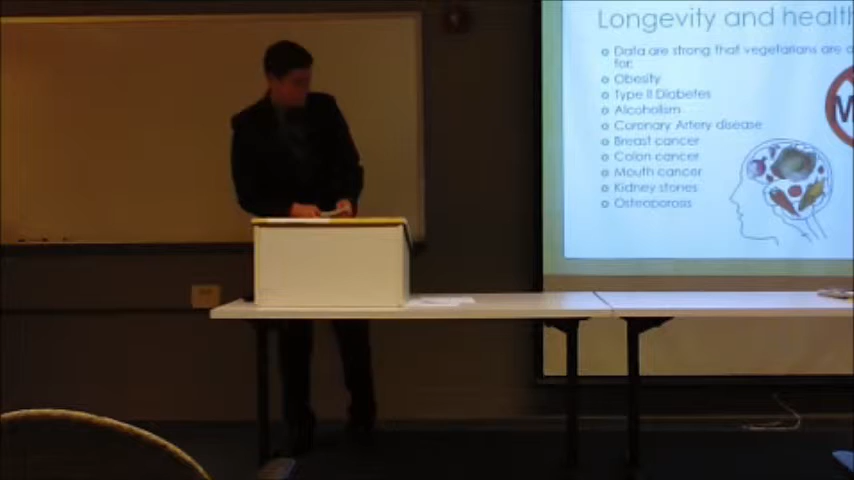 Longevity and health
Data are strong that vegetarians are a
for:
Obesity
Type II Diabetes
Alcoholism
Coronary Artery disease
Breast cancer
Colon cancer
Mouth cancer
Kidney stones
Osteoporosis